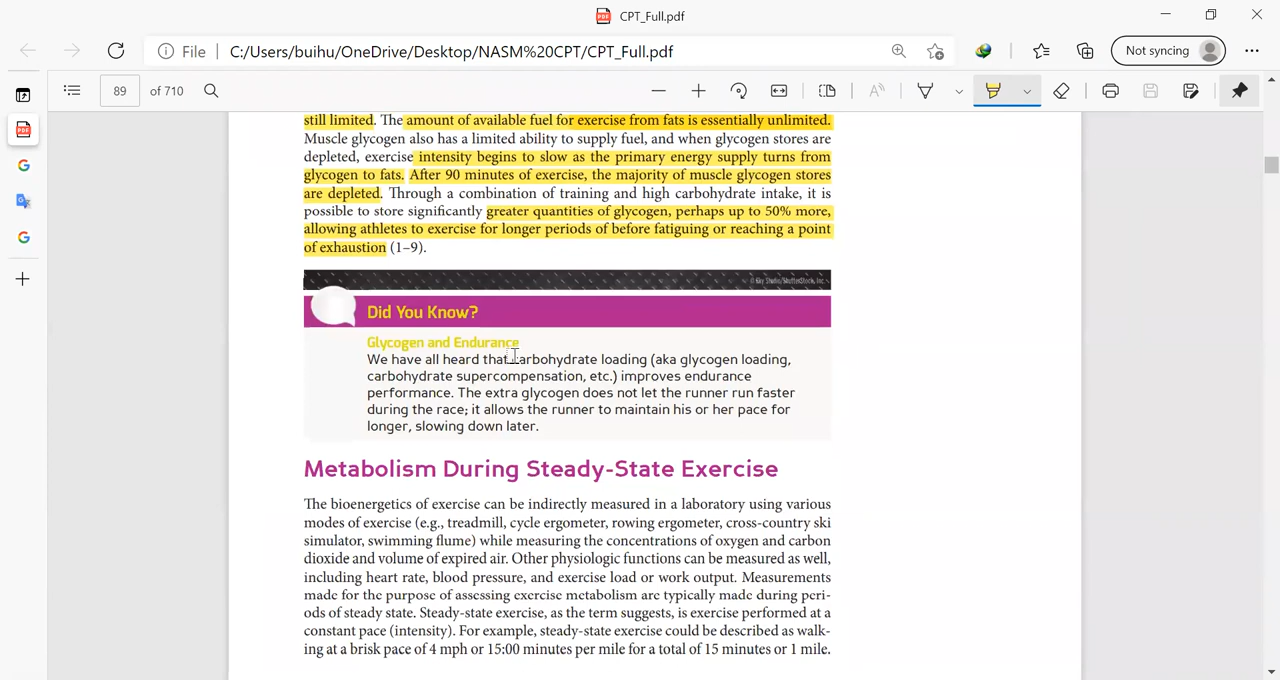 CPT_Full.pdf
File C:/Users/buihu/OneDrive/Desktop/NASM%20CPT/CPT_Full.pdf Not syncing
89 of 710
still limited. The amount of available fuel for exercise from fats is essentially unlimited.
Muscle glycogen also has a limited ability to supply fuel, and when glycogen stores are
depleted, exercise intensity begins to slow as the primary energy supply turns from
glycogen to fats. After 90 minutes of exercise, the majority of muscle glycogen stores
are depleted. Through a combination of training and high carbohydrate intake, it is
possible to store significantly greater quantities of glycogen, perhaps up to 50% more,
allowing athletes to exercise for longer periods of before fatiguing or reaching a point
of exhaustion (1–9).
© Key Studio/ShutterStock, Inc.
Did You Know?
Glycogen and Endurance
We have all heard that carbohydrate loading (aka glycogen loading,
carbohydrate supercompensation, etc.) improves endurance
performance. The extra glycogen does not let the runner run faster
during the race; it allows the runner to maintain his or her pace for
longer, slowing down later.
Metabolism During Steady-State Exercise
The bioenergetics of exercise can be indirectly measured in a laboratory using various
modes of exercise (e.g., treadmill, cycle ergometer, rowing ergometer, cross-country ski
simulator, swimming flume) while measuring the concentrations of oxygen and carbon
dioxide and volume of expired air. Other physiologic functions can be measured as well,
including heart rate, blood pressure, and exercise load or work output. Measurements
made for the purpose of assessing exercise metabolism are typically made during peri-
ods of steady state. Steady-state exercise, as the term suggests, is exercise performed at a
constant pace (intensity). For example, steady-state exercise could be described as walk-
ing at a brisk pace of 4 mph or 15:00 minutes per mile for a total of 15 minutes or 1 mile.